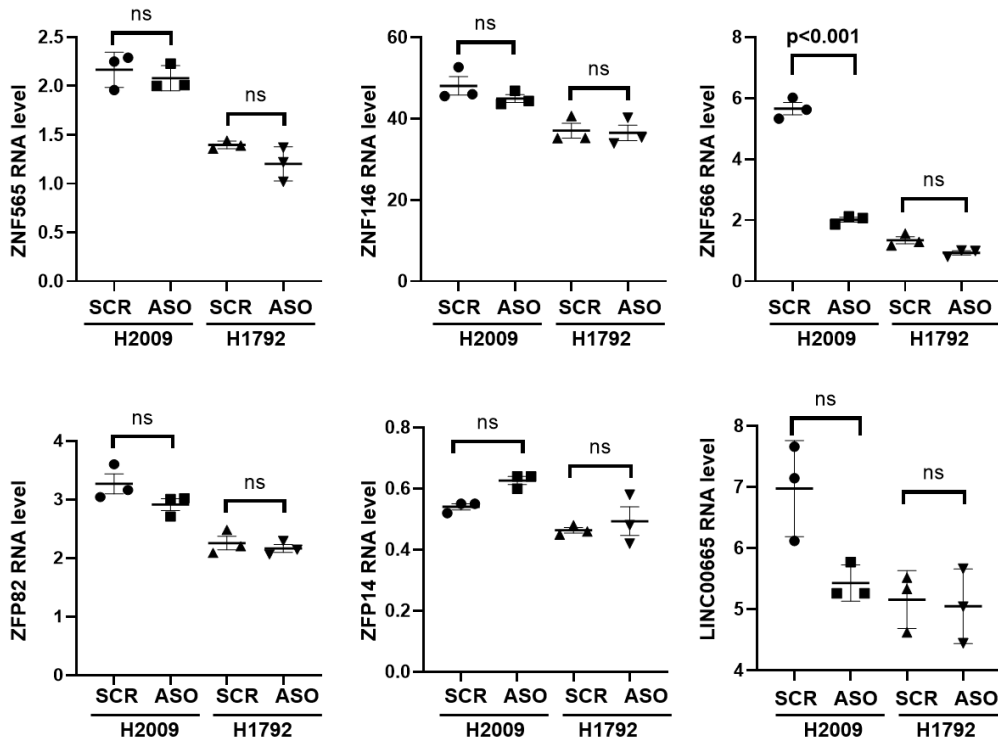 ZNF565 RNA level
2.5
2.0
1.5
1.0
0.5
0.0
ns
ns
SCR ASO SCR ASO
H2009 H1792
ZNF146 RNA level
60
40
20
0
ns
ns
SCR ASO SCR ASO
H2009 H1792
ZNF566 RNA level
8
6
4
2
0
p<0.001
ns
SCR ASO SCR ASO
H2009 H1792
ZFP82 RNA level
4
3
2
1
0
ns
ns
SCR ASO SCR ASO
H2009 H1792
ZFP14 RNA level
0.8
0.6
0.4
0.2
0.0
ns
ns
SCR ASO SCR ASO
H2009 H1792
LINC00665 RNA level
8
7
6
5
4
ns
ns
SCR ASO SCR ASO
H2009 H1792